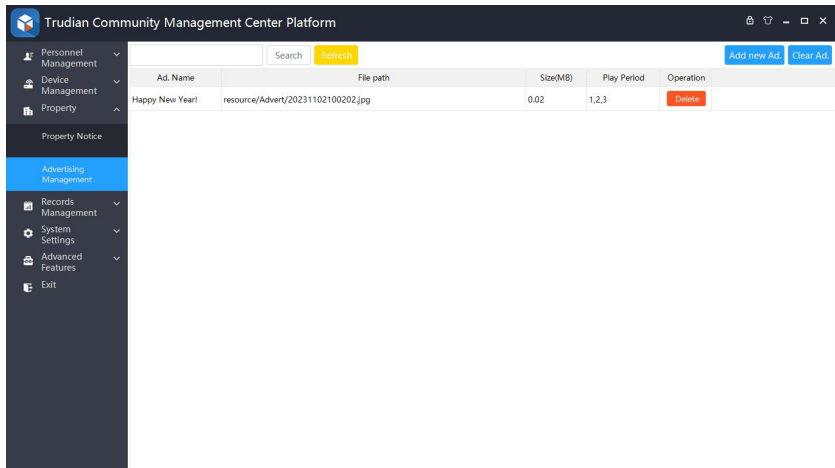 Trudian Community Management Center Platform
Personnel
Management
Device
Management
Property
Property Notice
Advertising
Management
Records
Management
System
Settings
Advanced
Features
Exit
Search Refresh Add new Ad. Clear Ad.
Ad. Name File path Size(MB) Play Period Operation
Happy New Year! resource/Advert/20231102100202.jpg 0.02 1,2,3 Delete